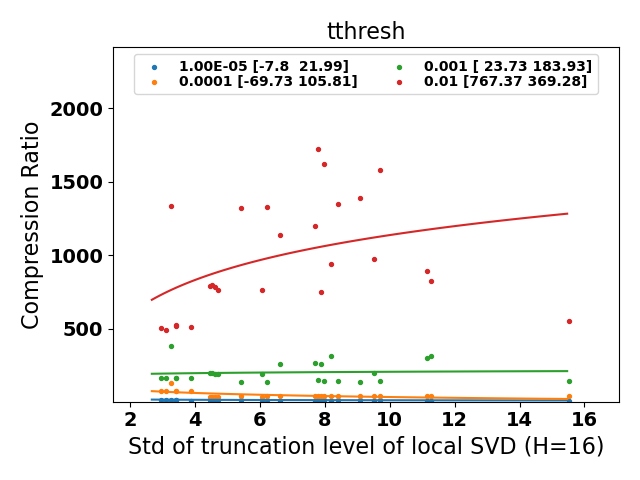 tthresh
1.00E-05 [-7.8  21.99]
0.0001 [-69.73 105.81]
0.001 [ 23.73 183.93]
0.01 [767.37 369.28]
Compression Ratio
2000
1500
1000
500
2 4 6 8 10 12 14 16
Std of truncation level of local SVD (H=16)